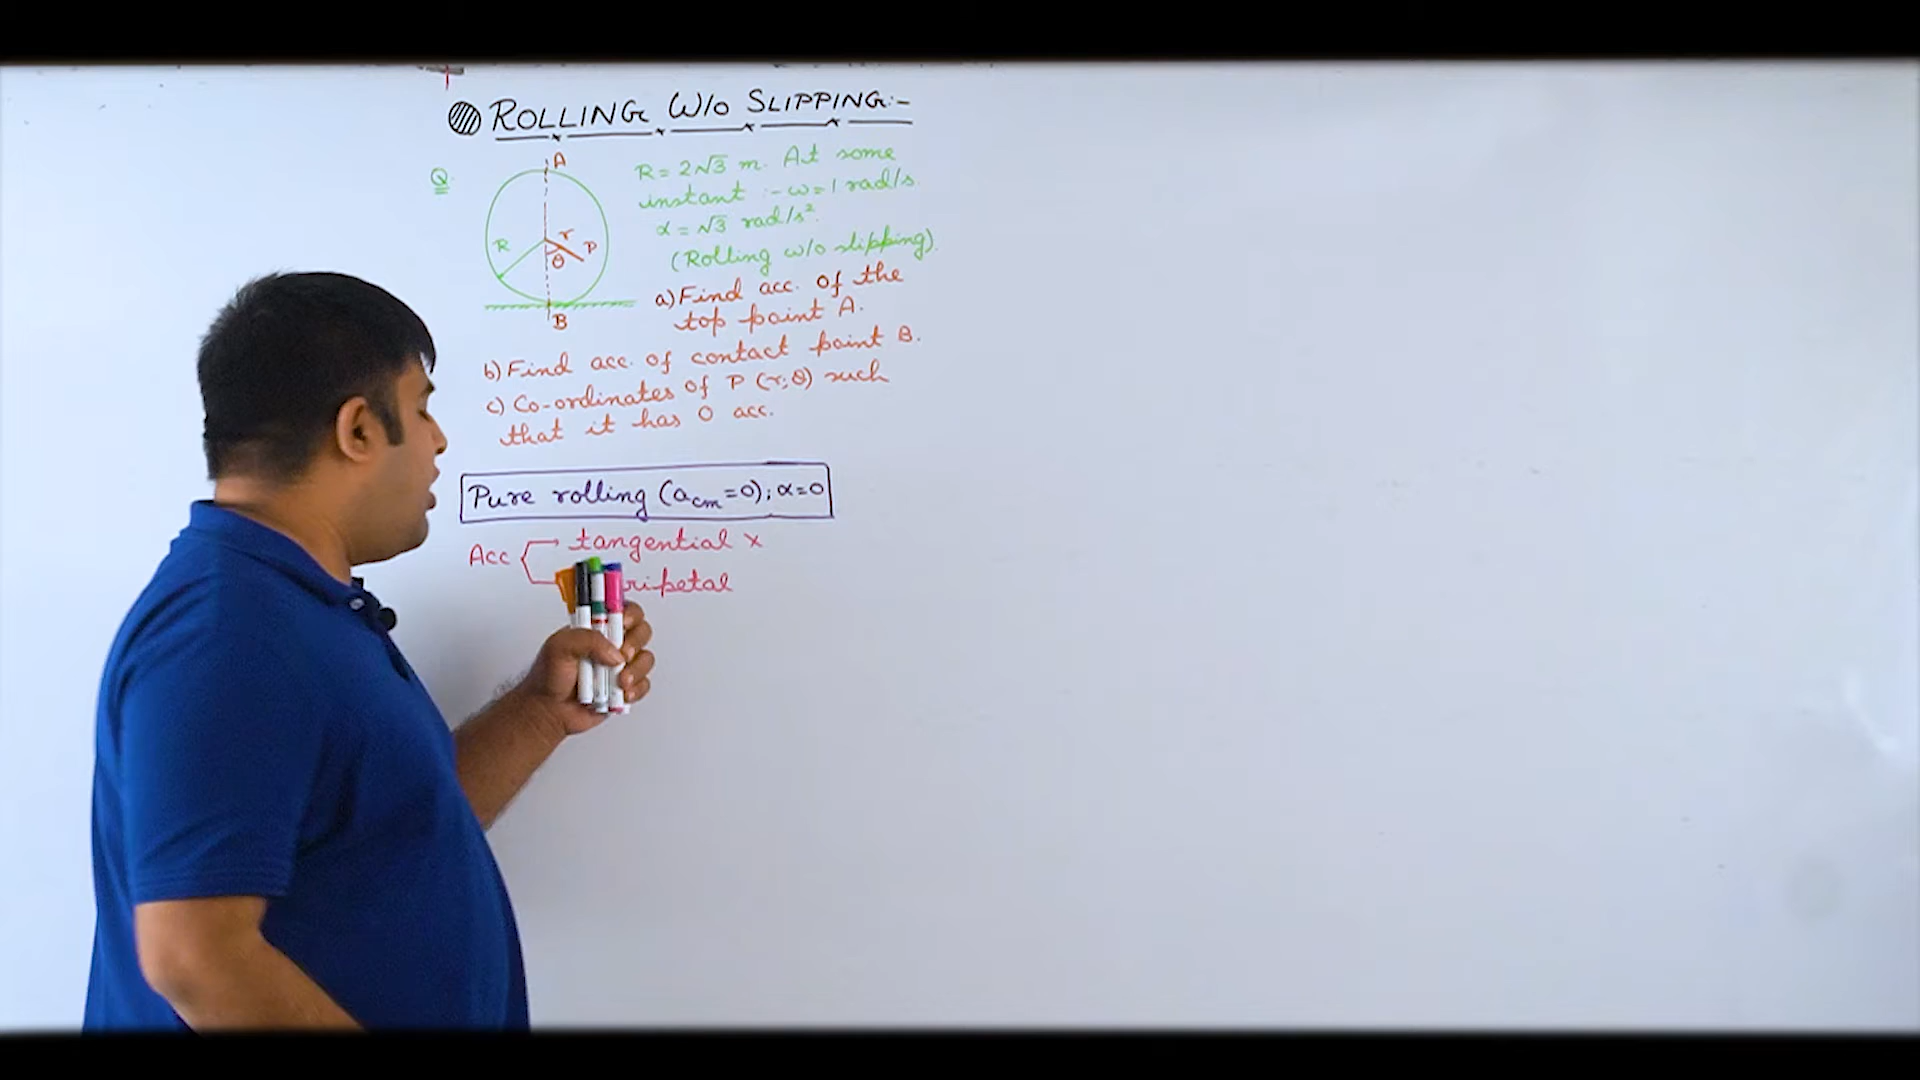 ROLLING W/O SLIPPING:-
Q.
A
R
r
P
θ
B
R = 2√3 m. At some
instant :- ω = 1 rad/s.
α = √3 rad/s².
(Rolling w/o slipping).
a) Find acc. of the
top point A.
b) Find acc. of contact point B.
c) Co-ordinates of P (r, θ) such
that it has 0 acc.
Pure rolling (acm = 0); α = 0
Acc
tangential x
ripetal